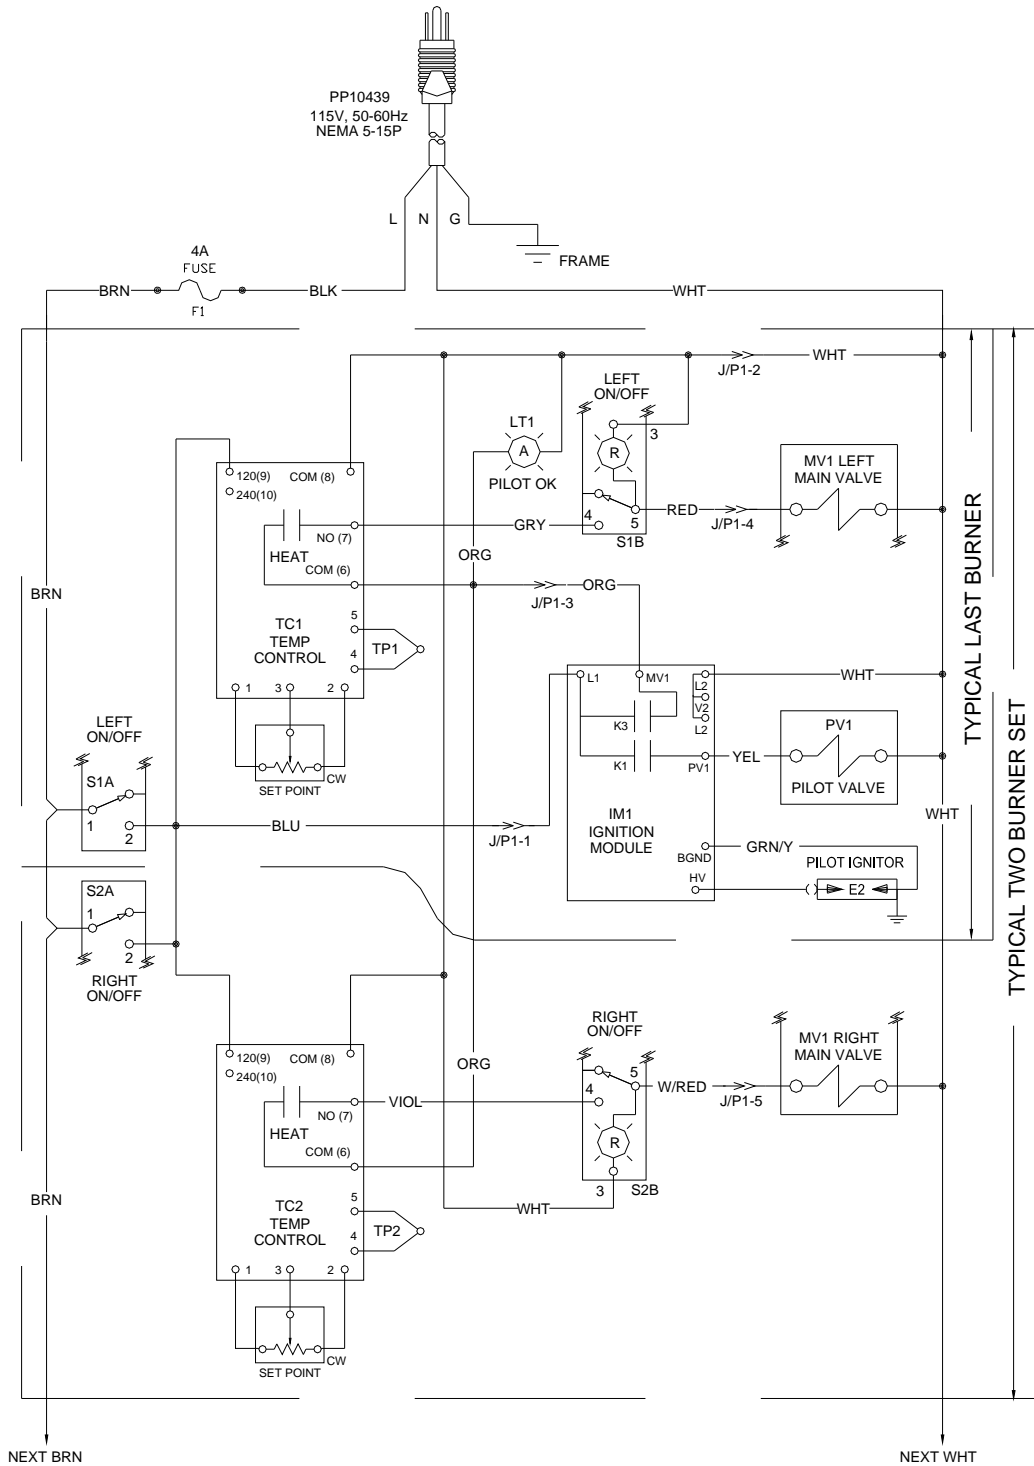 PP10439
115V, 50-60Hz
NEMA 5-15P
L
N
G
FRAME
4A
FUSE
F1
BRN
BLK
WHT
J/P1-2
WHT
LEFT
ON/OFF
3
R
LT1
A
PILOT OK
4
5
S1B
RED
J/P1-4
MV1 LEFT
MAIN VALVE
120(9)
COM (8)
240(10)
HEAT
NO (7)
GRY
COM (6)
ORG
J/P1-3
ORG
BRN
TC1
TEMP
CONTROL
5
4
TP1
1
3
2
CW
SET POINT
L1
MV1
L2
V2
L2
K3
K1
PV1
IM1
IGNITION
MODULE
BGND
HV
WHT
YEL
PV1
PILOT VALVE
WHT
GRN/Y
PILOT IGNITOR
E2
LEFT
ON/OFF
S1A
1
2
BLU
J/P1-1
S2A
1
2
RIGHT
ON/OFF
TYPICAL LAST BURNER
TYPICAL TWO BURNER SET
RIGHT
ON/OFF
5
4
R
3
S2B
W/RED
J/P1-5
MV1 RIGHT
MAIN VALVE
120(9)
COM (8)
240(10)
HEAT
NO (7)
VIOL
ORG
COM (6)
BRN
WHT
TC2
TEMP
CONTROL
5
4
TP2
1
3
2
CW
SET POINT
NEXT BRN
NEXT WHT